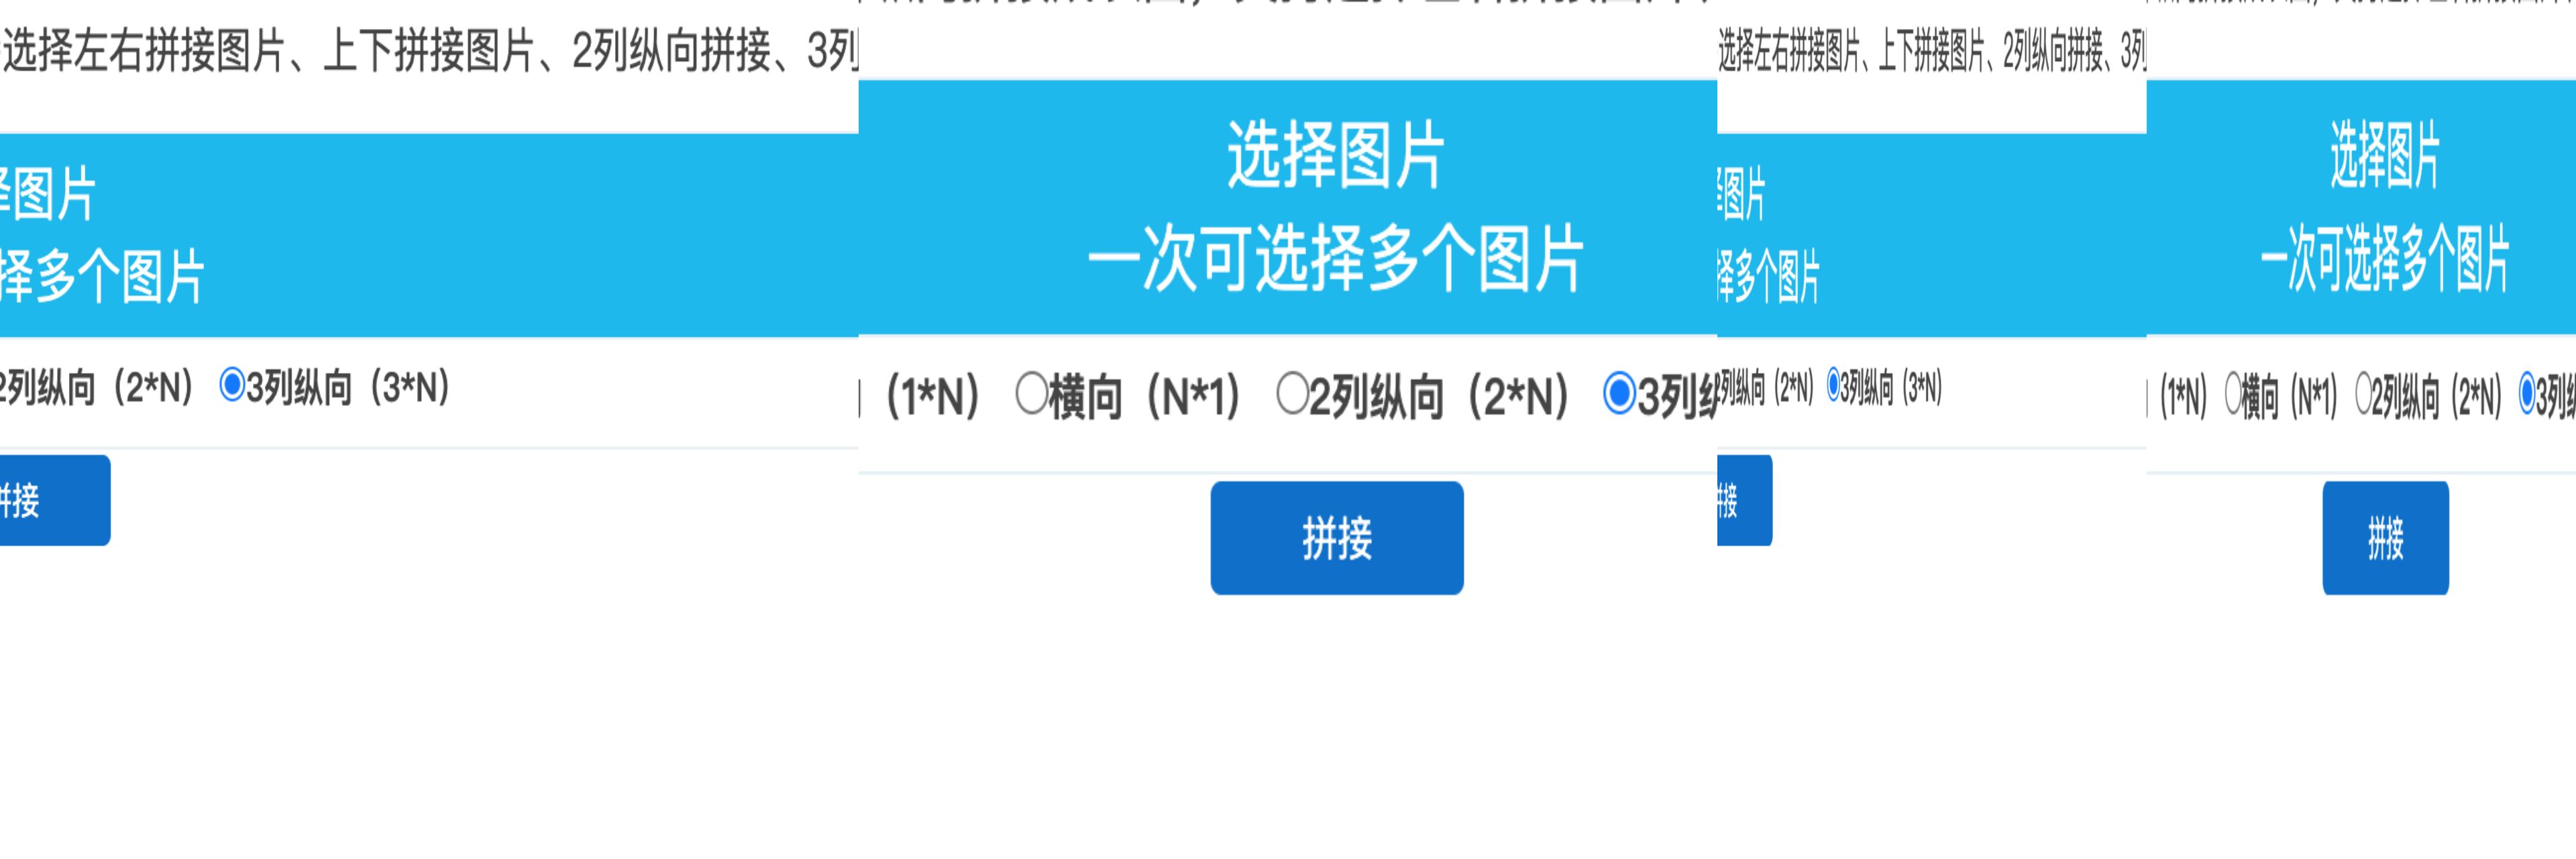 选择左右拼接图片、上下拼接图片、2列纵向拼接、3列
图片
择多个图片
2列纵向（2*N） 3列纵向（3*N）
拼接
选择图片
一次可选择多个图片
（1*N） 横向（N*1） 2列纵向（2*N） 3列纵
拼接
选择左右拼接图片、上下拼接图片、2列纵向拼接、3列
图片
择多个图片
列纵向（2*N） 3列纵向（3*N）
拼接
选择图片
一次可选择多个图片
（1*N） 横向（N*1） 2列纵向（2*N） 3列纵
拼接